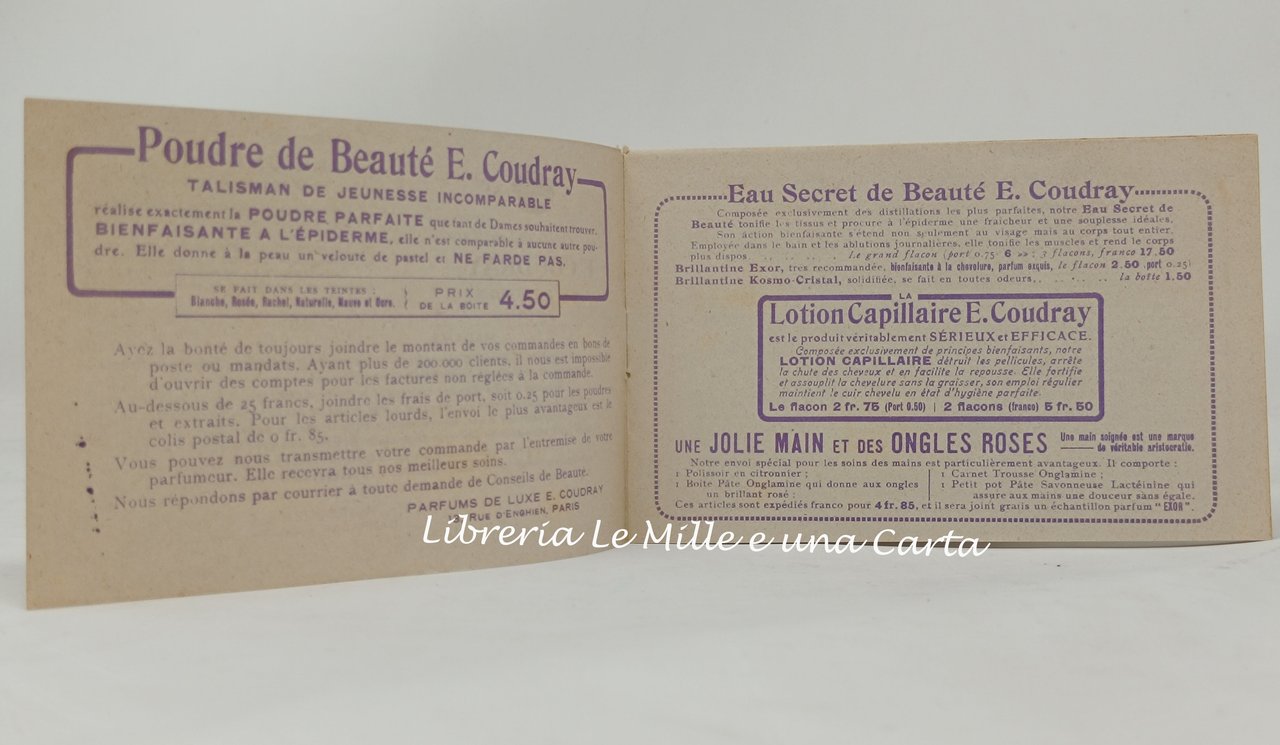 Poudre de Beauté E. Coudray
TALISMAN DE JEUNESSE INCOMPARABLE
réalise exactement la POUDRE PARFAITE que tant de Dames souhaitent trouver.
BIENFAISANTE A L'ÉPIDERME, elle n'est comparable à aucune autre pou-
dre. Elle donne à la peau un velouté de pastel et NE FARDE PAS.
SE FAIT DANS LES TEINTES :
Blanche, Rosée, Rachel, Naturelle, Mauve et Ocre.
PRIX
DE LA BOITE 4.50
Ayez la bonté de toujours joindre le montant de vos commandes en bons de
poste ou mandats. Ayant plus de 200.000 clients, il nous est impossible
d'ouvrir des comptes pour les factures non réglées à la commande.
Au-dessous de 25 francs, joindre les frais de port, soit 0.25 pour les poudres
et extraits. Pour les articles lourds, l'envoi le plus avantageux est le
colis postal de 0 fr. 85.
Vous pouvez nous transmettre votre commande par l'entremise de votre
parfumeur. Elle recevra tous nos meilleurs soins.
Nous répondons par courrier à toute demande de Conseils de Beauté.
PARFUMS DE LUXE E. COUDRAY
RUE D'ENGHIEN, PARIS
Eau Secret de Beauté E. Coudray
Composée exclusivement des distillations les plus parfaites, notre Eau Secret de
Beauté tonifie les tissus et procure à l'épiderme une fraîcheur et une souplesse idéales.
Son action bienfaisante s'étend non seulement au visage mais au corps tout entier.
Employée dans le bain et les ablutions journalières, elle tonifie les muscles et rend le corps
plus dispos . . . . . . . . Le grand flacon (port 0.75) 6 »» ; 3 flacons, franco 17.50
Brillantine Exor, très recommandée, bienfaisante à la chevelure, parfum exquis, le flacon 2.50 (port 0.25)
Brillantine Kosmo-Cristal, solidifiée, se fait en toutes odeurs. . . . . . . . la boîte 1.50
LA
Lotion Capillaire E. Coudray
est le produit véritablement SÉRIEUX et EFFICACE.
Composée exclusivement de principes bienfaisants, notre
LOTION CAPILLAIRE détruit les pellicules, arrête
la chute des cheveux et en facilite la repousse. Elle fortifie
et assouplit la chevelure sans la graisser, son emploi régulier
maintient le cuir chevelu en état d'hygiène parfaite.
Le flacon 2 fr. 75 (Port 0.50) | 2 flacons (franco) 5 fr. 50
UNE JOLIE MAIN ET DES ONGLES ROSES
Une main soignée est une marque
de véritable aristocratie.
Notre envoi spécial pour les soins des mains est particulièrement avantageux. Il comporte :
1 Polissoir en citronnier ;
1 Boîte Pâte Onglamine qui donne aux ongles
un brillant rosé ;
1 Carnet Trousse Onglamine ;
1 Petit pot Pâte Savonneuse Lactéinine qui
assure aux mains une douceur sans égale.
Ces articles sont expédiés franco pour 4 fr. 85, et il sera joint gratis un échantillon parfum "EXOR".
Libreria Le Mille e una Carta